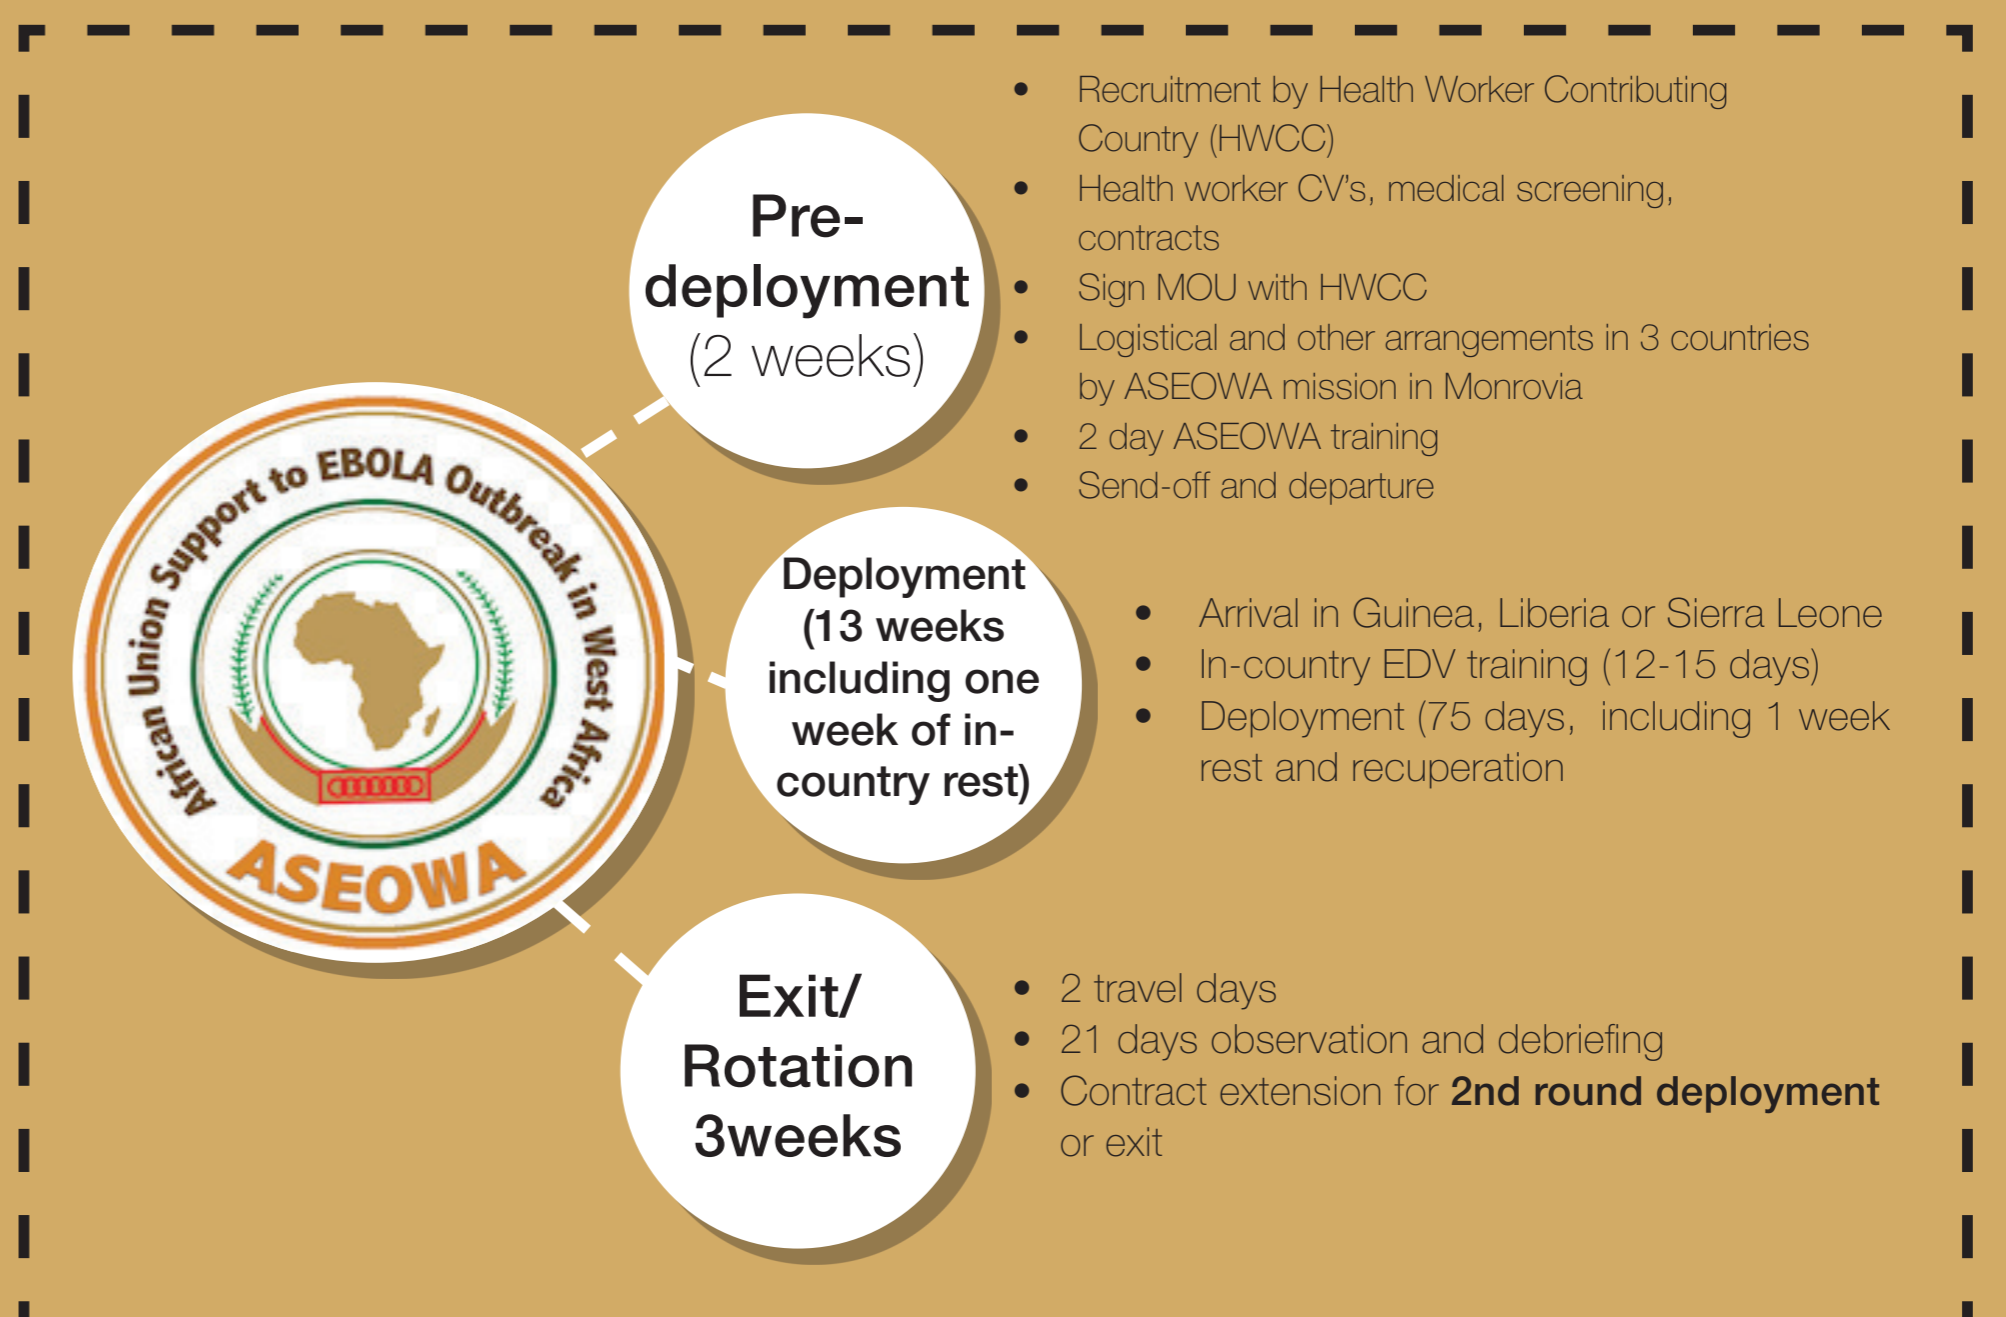 Pre-
deployment
(2 weeks)
• Recruitment by Health Worker Contributing
Country (HWCC)
• Health worker CV's, medical screening,
contracts
• Sign MOU with HWCC
• Logistical and other arrangements in 3 countries
by ASEOWA mission in Monrovia
• 2 day ASEOWA training
• Send-off and departure
African Union Support to EBOLA Outbreak in West Africa
ASEOWA
Deployment
(13 weeks
including one
week of in-
country rest)
• Arrival in Guinea, Liberia or Sierra Leone
• In-country EDV training (12-15 days)
• Deployment (75 days, including 1 week
rest and recuperation
Exit/
Rotation
3weeks
• 2 travel days
• 21 days observation and debriefing
• Contract extension for 2nd round deployment
or exit